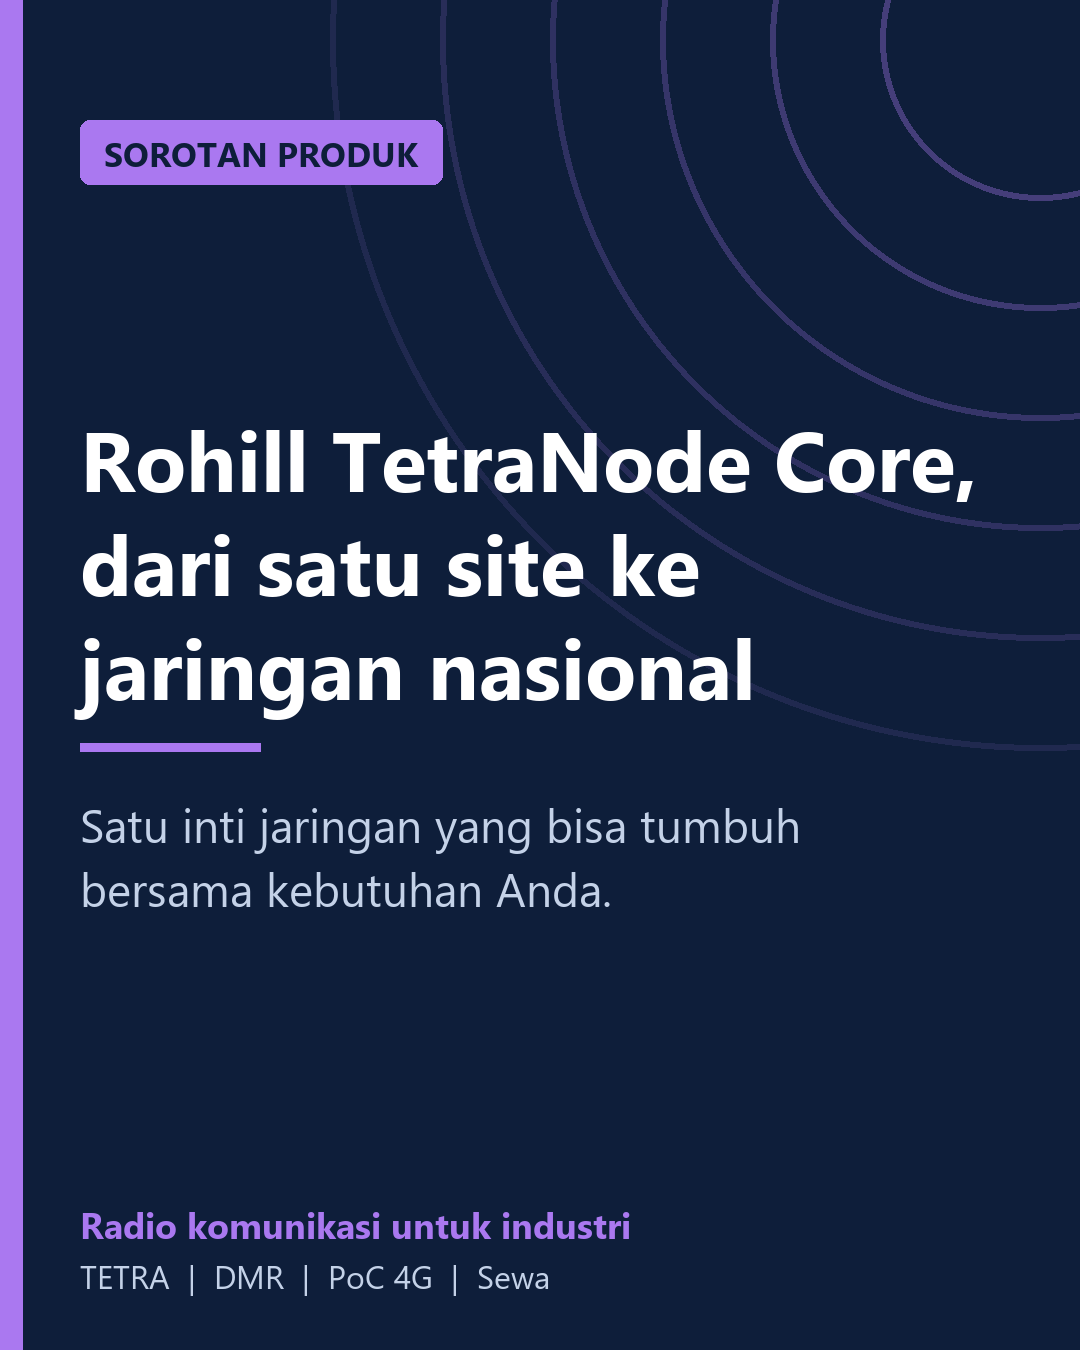 SOROTAN PRODUK
Rohill TetraNode Core,
dari satu site ke
jaringan nasional
Satu inti jaringan yang bisa tumbuh
bersama kebutuhan Anda.
Radio komunikasi untuk industri
TETRA | DMR | PoC 4G | Sewa